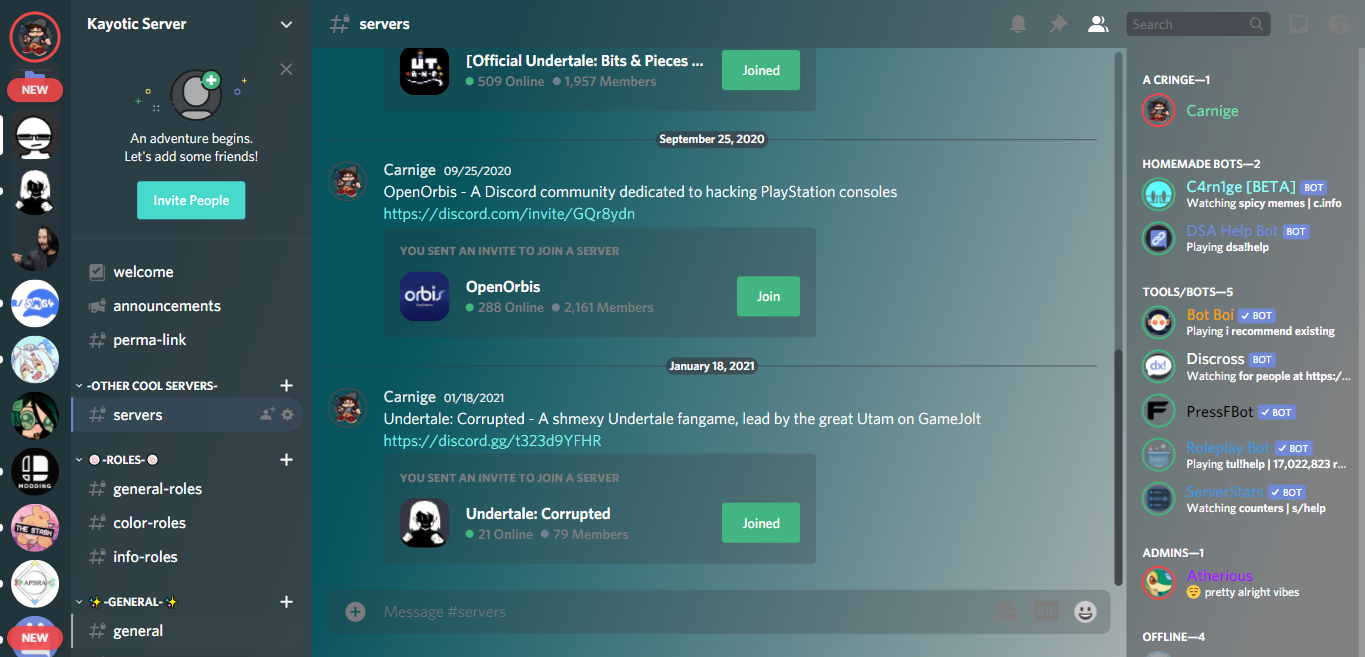 Kayotic Server
NEW
An adventure begins.
Let's add some friends!
Invite People
welcome
announcements
perma-link
-OTHER COOL SERVERS-
servers
-ROLES-
general-roles
color-roles
info-roles
-GENERAL-
general
MODDING
THE STASH
NEW
servers
Search
[Official Undertale: Bits & Pieces ...
509 Online 1,957 Members
Joined
September 25, 2020
Carnige 09/25/2020
OpenOrbis - A Discord community dedicated to hacking PlayStation consoles
https://discord.com/invite/GQr8ydn
YOU SENT AN INVITE TO JOIN A SERVER
orbis
OpenOrbis
288 Online 2,161 Members
Join
January 18, 2021
Carnige 01/18/2021
Undertale: Corrupted - A shmexy Undertale fangame, lead by the great Utam on GameJolt
https://discord.gg/t323d9YFHR
YOU SENT AN INVITE TO JOIN A SERVER
Undertale: Corrupted
21 Online 79 Members
Joined
Message #servers
GIF
A CRINGE—1
Carnige
HOMEMADE BOTS—2
C4rn1ge [BETA] BOT
Watching spicy memes | c.info
DSA Help Bot BOT
Playing dsa!help
TOOLS/BOTS—5
Bot Boi BOT
Playing i recommend existing
dx!
Discross BOT
Watching for people at https:/...
PressFBot BOT
Roleplay Bot BOT
Playing tul!help | 17,022,823 r...
ServerStats BOT
Watching counters | s/help
ADMINS—1
Atherious
pretty alright vibes
OFFLINE—4